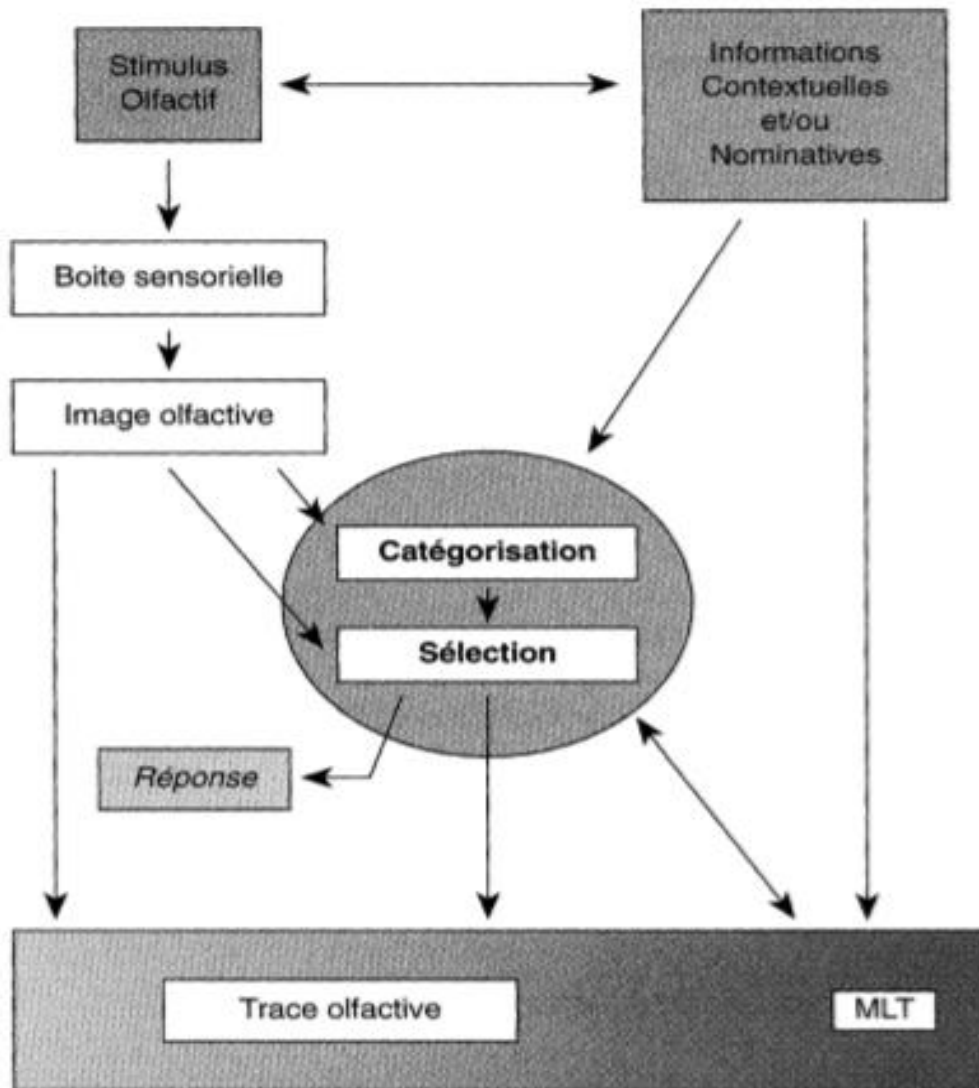 Stimulus
Olfactif
Informations
Contextuelles
et/ou
Nominatives
Boite sensorielle
Image olfactive
Catégorisation
Sélection
Réponse
Trace olfactive
MLT